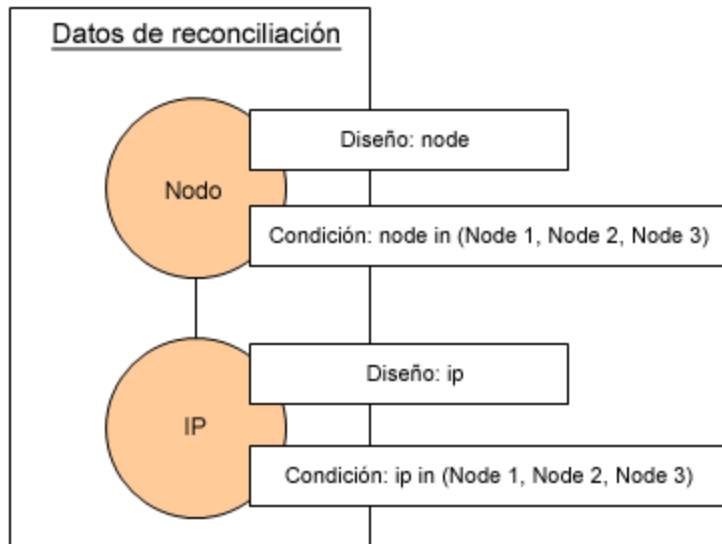 Datos de reconciliación
Diseño: node
Nodo
Condición: node in (Node 1, Node 2, Node 3)
Diseño: ip
IP
Condición: ip in (Node 1, Node 2, Node 3)